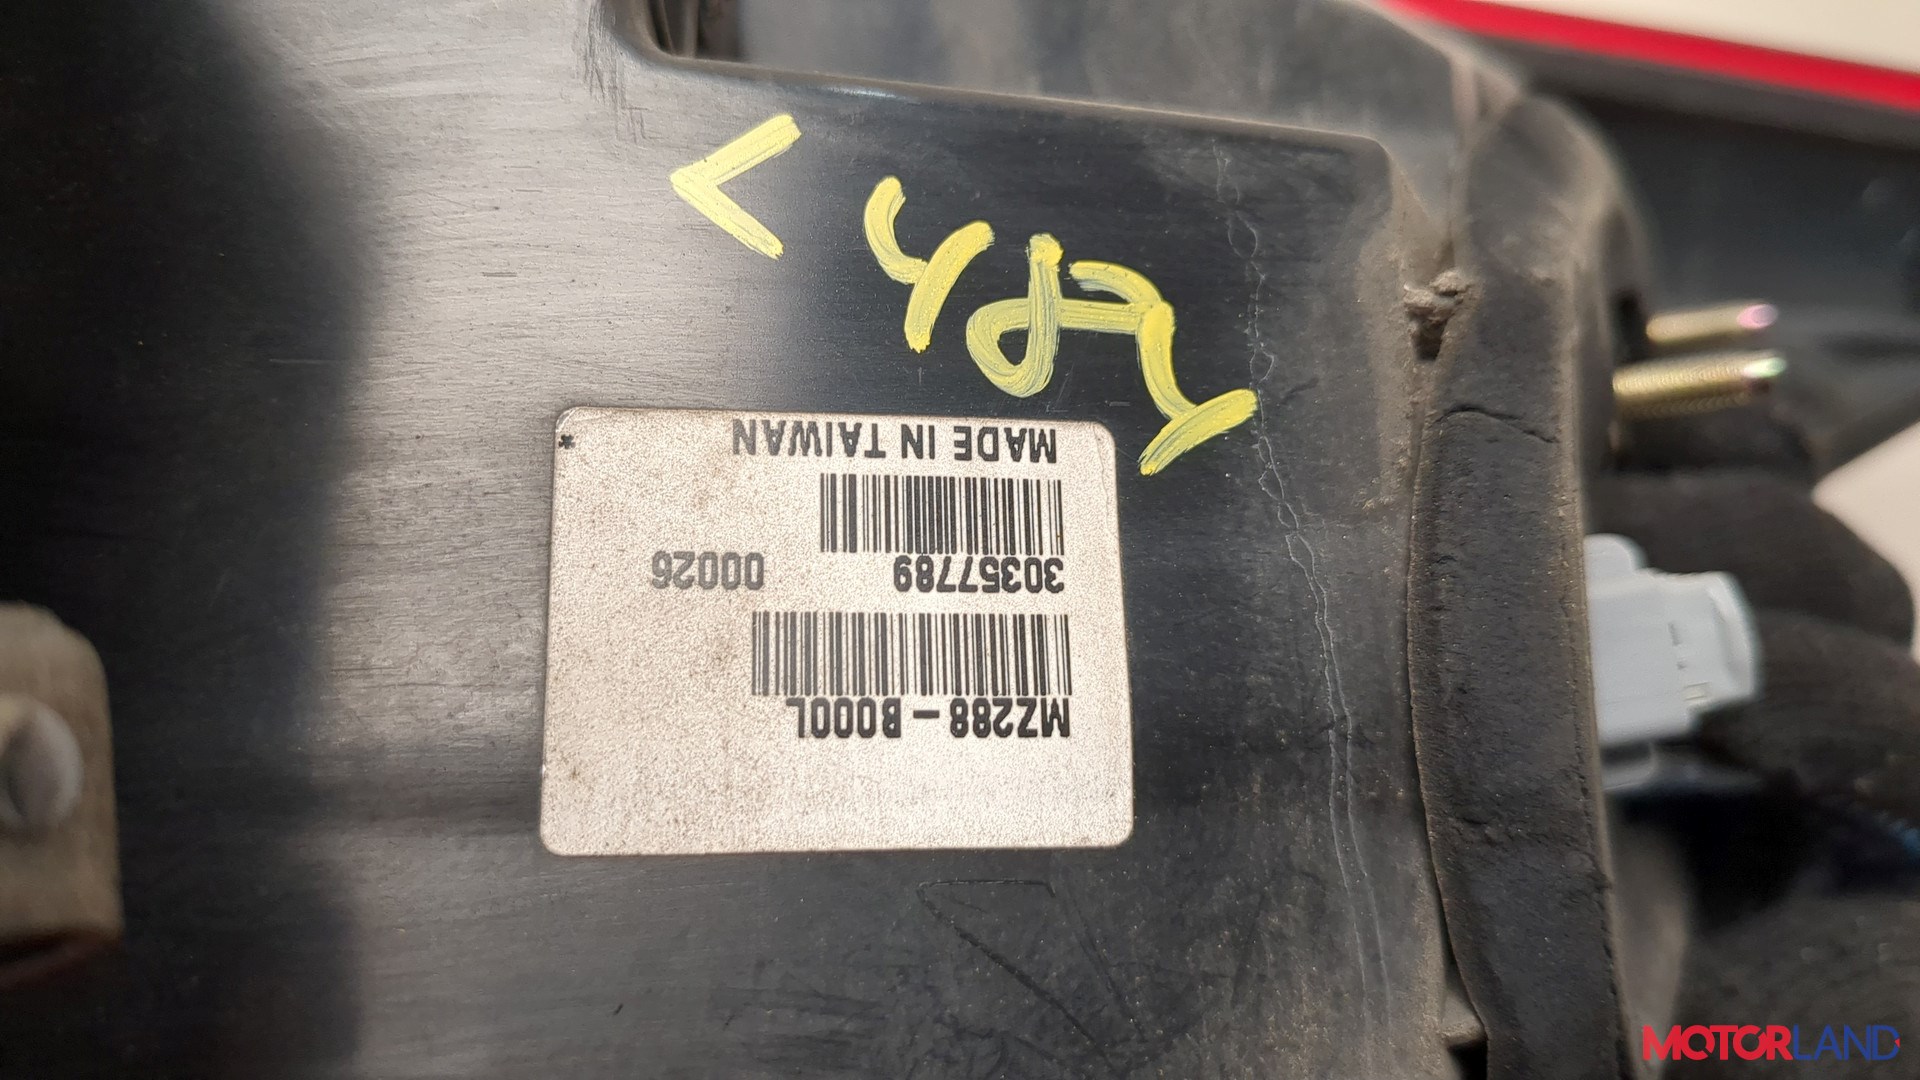 MZ288-B000L
30357789 00026
MADE IN TAIWAN *
MOTORLAND